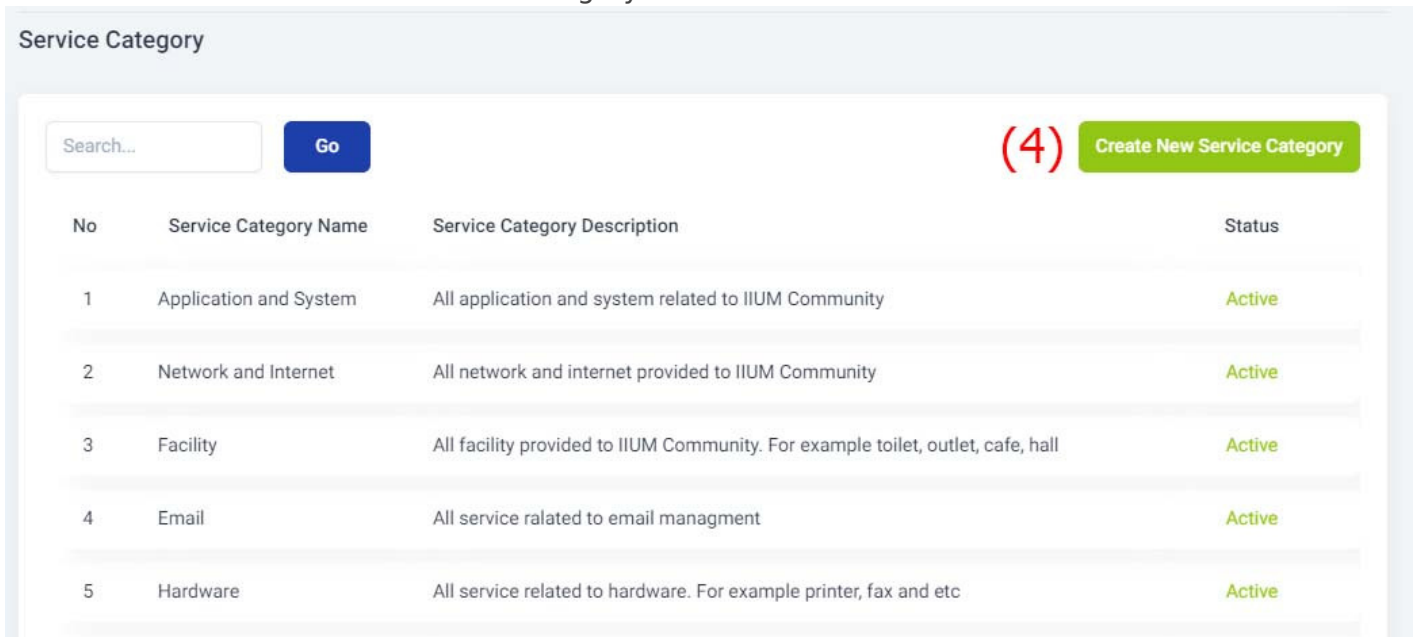 Service Category
Search... Go (4) Create New Service Category
No Service Category Name Service Category Description Status
1 Application and System All application and system related to IIUM Community Active
2 Network and Internet All network and internet provided to IIUM Community Active
3 Facility All facility provided to IIUM Community. For example toilet, outlet, cafe, hall Active
4 Email All service ralated to email managment Active
5 Hardware All service related to hardware. For example printer, fax and etc Active